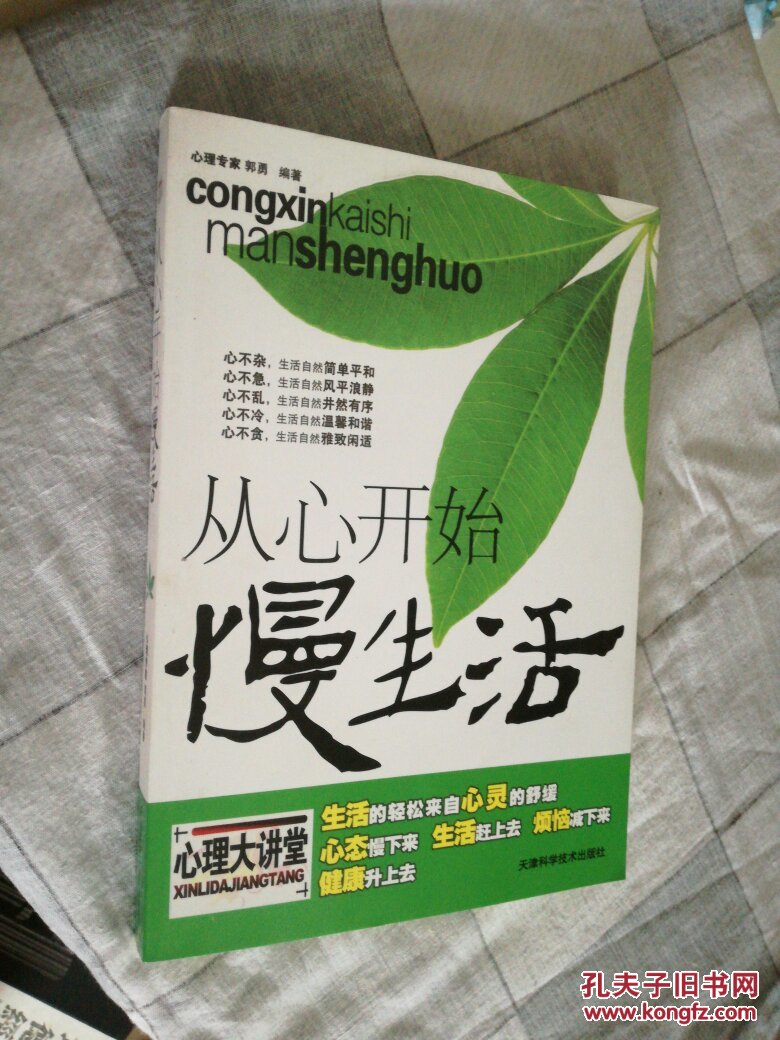 心理专家 郭勇 编著
congxinkaishi
manshenghuo
心不杂，生活自然简单平和
心不急，生活自然风平浪静
心不乱，生活自然井然有序
心不冷，生活自然温馨和谐
心不贪，生活自然雅致闲适
从心开始
慢生活
心理大讲堂
XINLIDAJIANGTANG
生活的轻松来自心灵的舒缓
心态慢下来 生活赶上去 烦恼减下来
健康升上去
天津科学技术出版社
孔夫子旧书网
www.kongfz.com